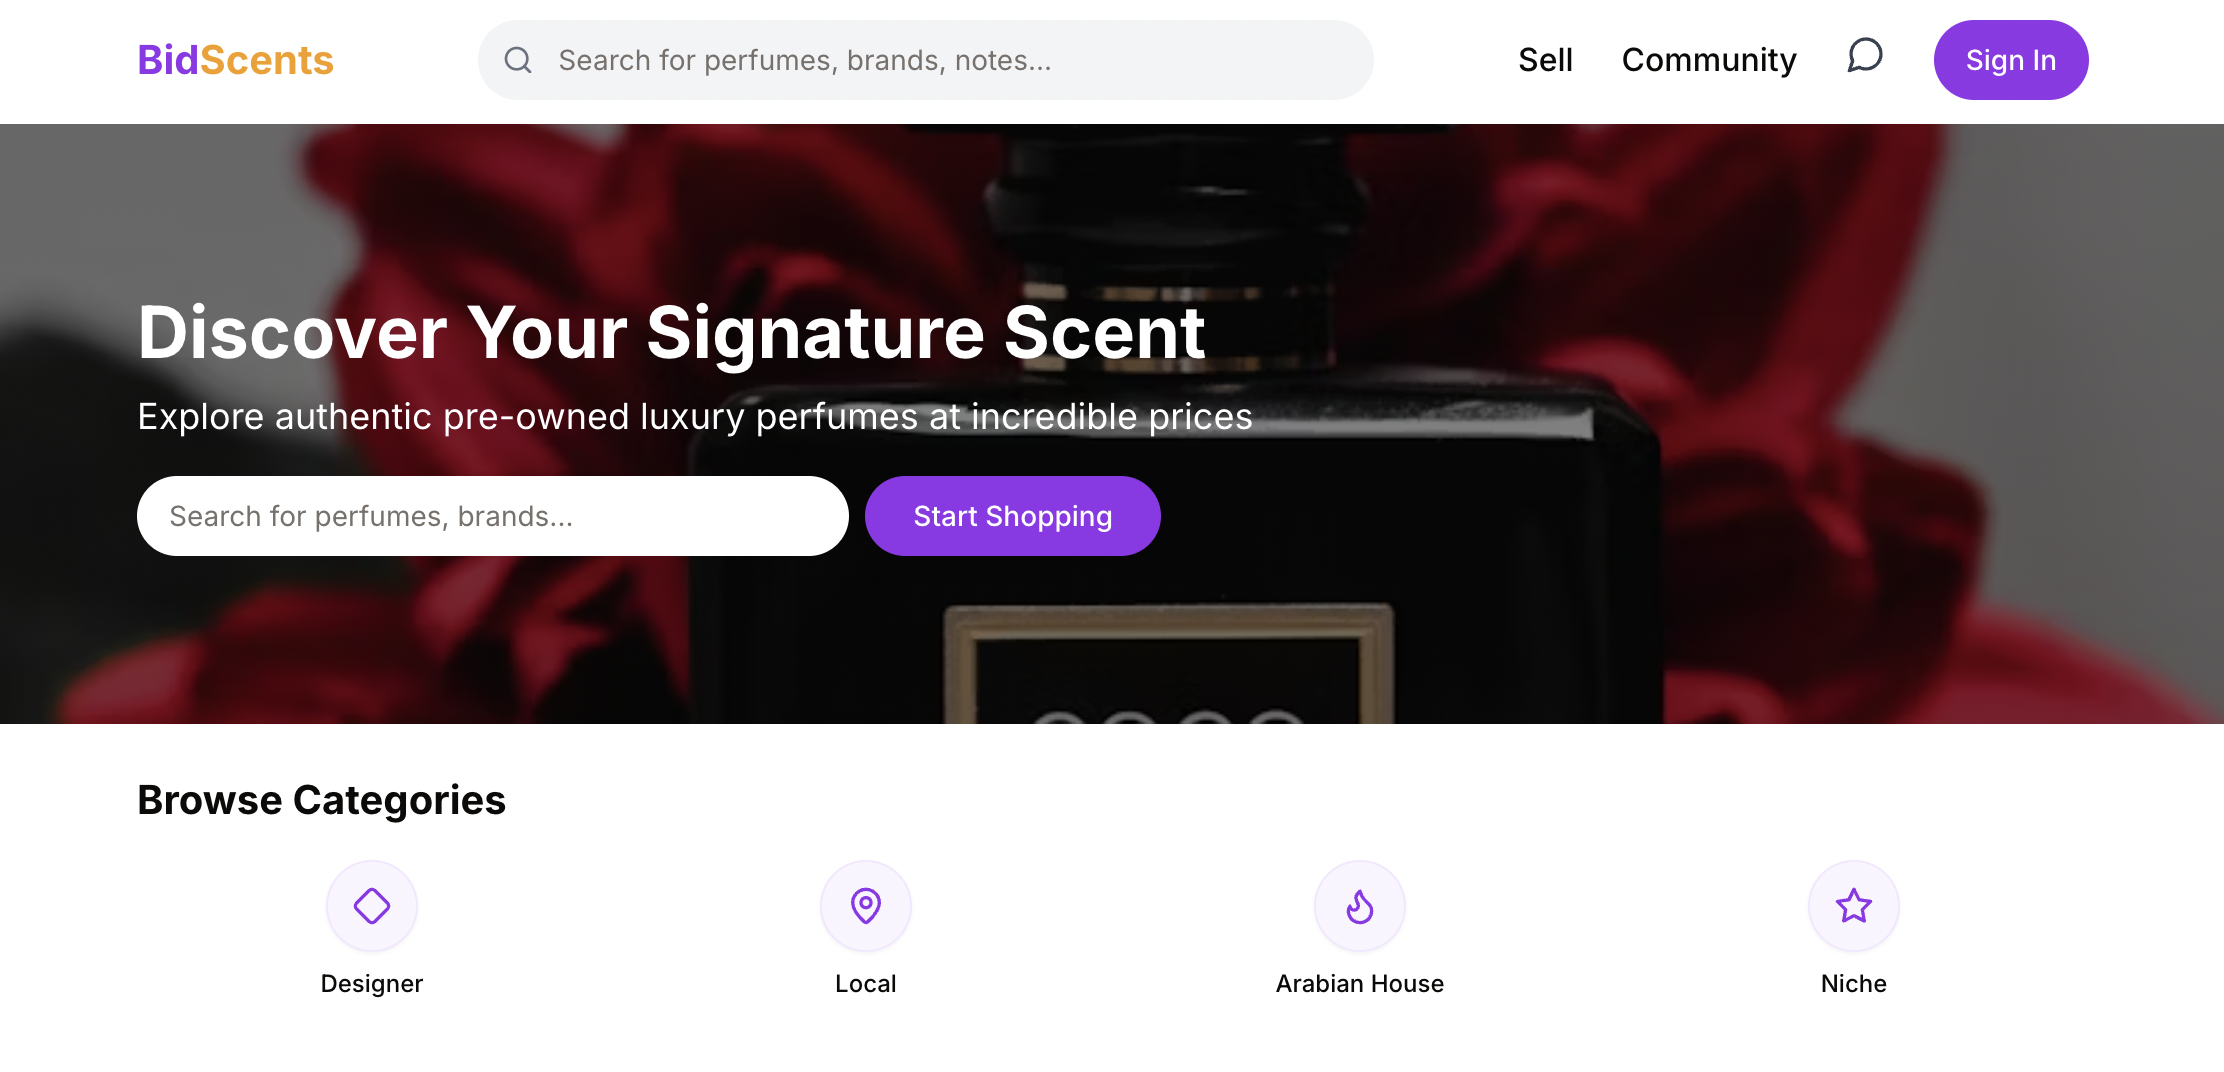 BidScents
Search for perfumes, brands, notes...
Sell
Community
Sign In
Discover Your Signature Scent
Explore authentic pre-owned luxury perfumes at incredible prices
Search for perfumes, brands...
Start Shopping
Browse Categories
Designer
Local
Arabian House
Niche